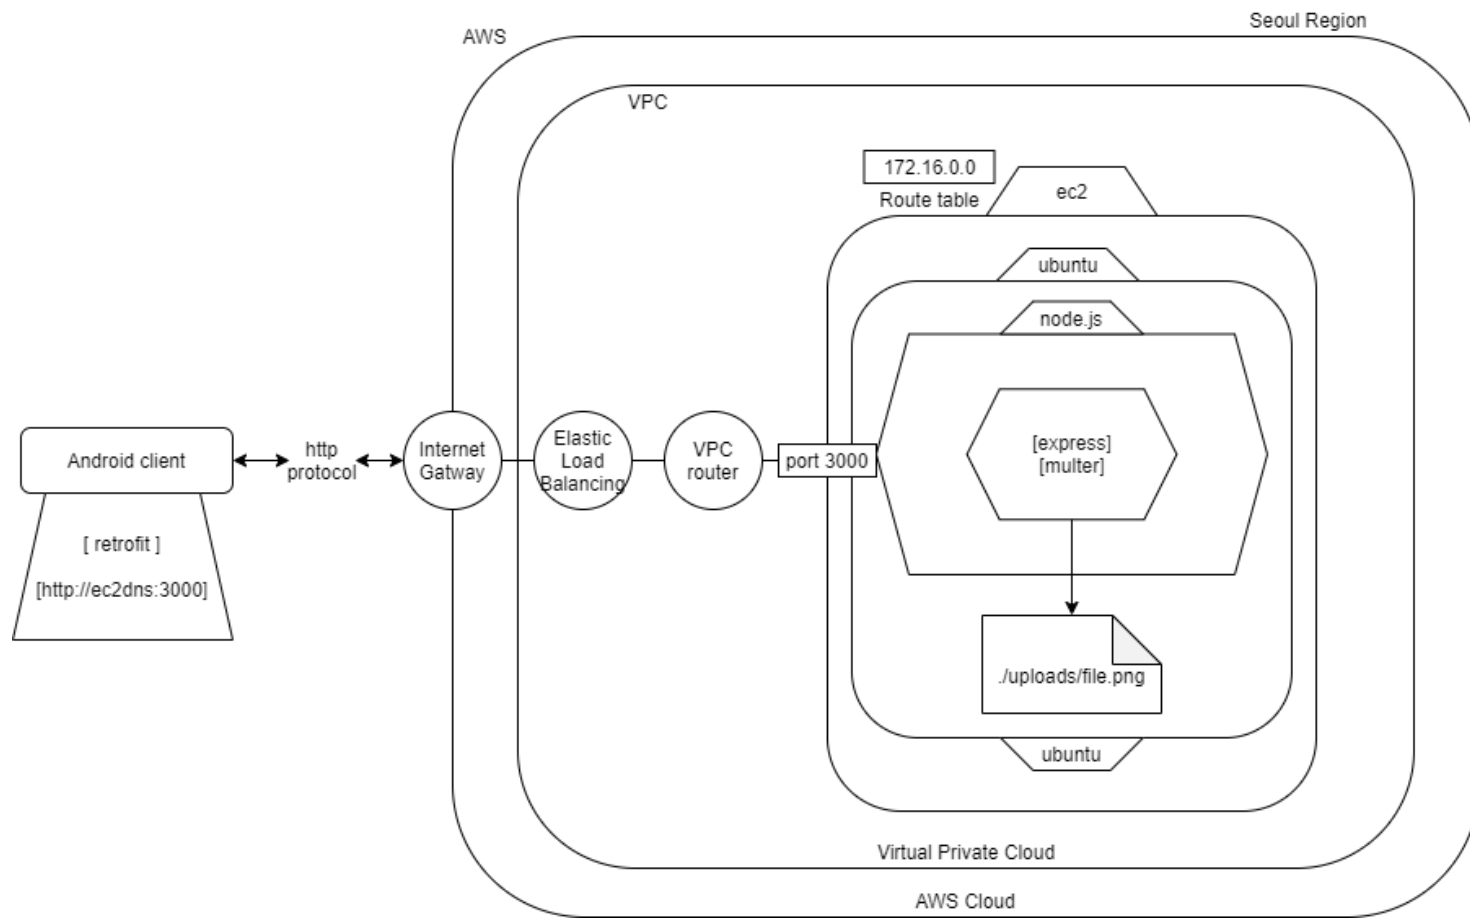 Seoul Region
AWS
VPC
172.16.0.0
Route table
ec2
ubuntu
node.js
[express]
[multer]
Android client
http
protocol
Internet
Gatway
Elastic
Load
Balancing
VPC
router
port 3000
[ retrofit ]
[http://ec2dns:3000]
./uploads/file.png
ubuntu
Virtual Private Cloud
AWS Cloud